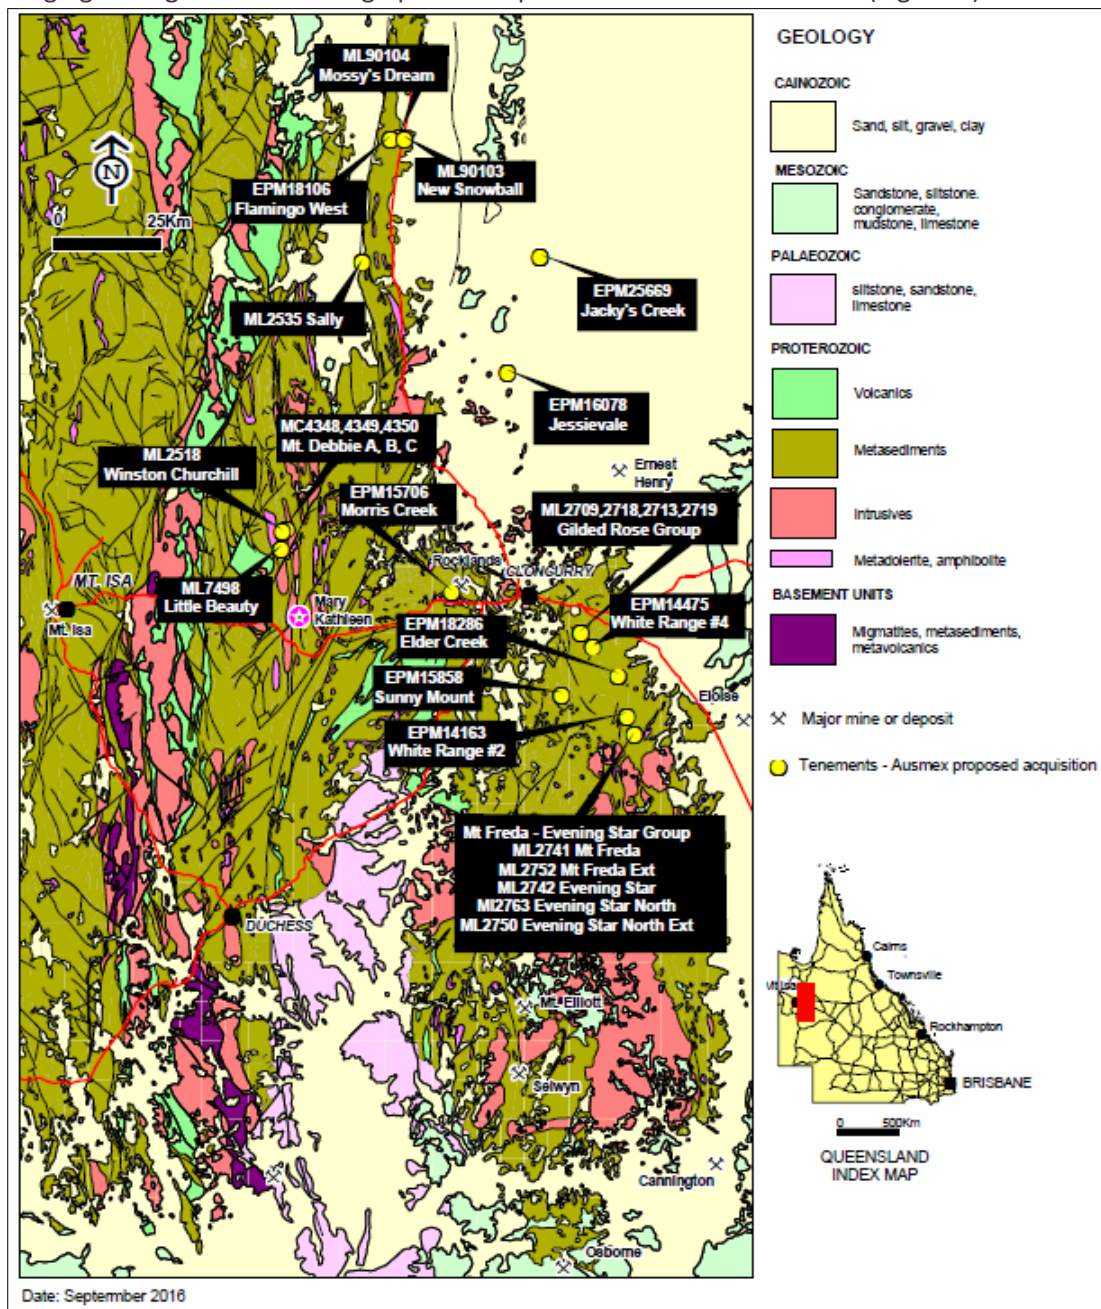 ML90104
Mossy's Dream
ML90103
New Snowball
EPM18106
Flamingo West
N
0 25Km
ML2535 Sally
EPM25669
Jacky's Creek
EPM16078
Jessievale
MC4348,4349,4350
Mt. Debbie A, B, C
ML2518
Winston Churchill
EPM15706
Morris Creek
Ernest
Henry
ML2709,2718,2713,2719
Gilded Rose Group
Rocklands
CLONCURRY
MT. ISA
Mt. Isa
ML7498
Little Beauty
Mary
Kathleen
EPM14475
White Range #4
EPM18286
Elder Creek
EPM15858
Sunny Mount
Eloise
EPM14163
White Range #2
Mt Freda - Evening Star Group
ML2741 Mt Freda
ML2752 Mt Freda Ext
ML2742 Evening Star
Ml2763 Evening Star North
ML2750 Evening Star North Ext
DUCHESS
Mt. Elliott
Selwyn
Cannington
Osborne
Date: Septermber 2016
GEOLOGY
CAINOZOIC
Sand, silt, gravel, clay
MESOZOIC
Sandstone, siltstone.
conglomerate,
mudstone, limestone
PALAEOZOIC
siltstone, sandstone,
limestone
PROTEROZOIC
Volcanics
Metasediments
Intrusives
Metadolerite, amphibolite
BASEMENT UNITS
Migmatites, metasediments,
metavolcanics
Major mine or deposit
Tenements - Ausmex proposed acquisition
Cairns
Townsville
Mt Isa
Rockhampton
BRISBANE
0 500Km
QUEENSLAND
INDEX MAP